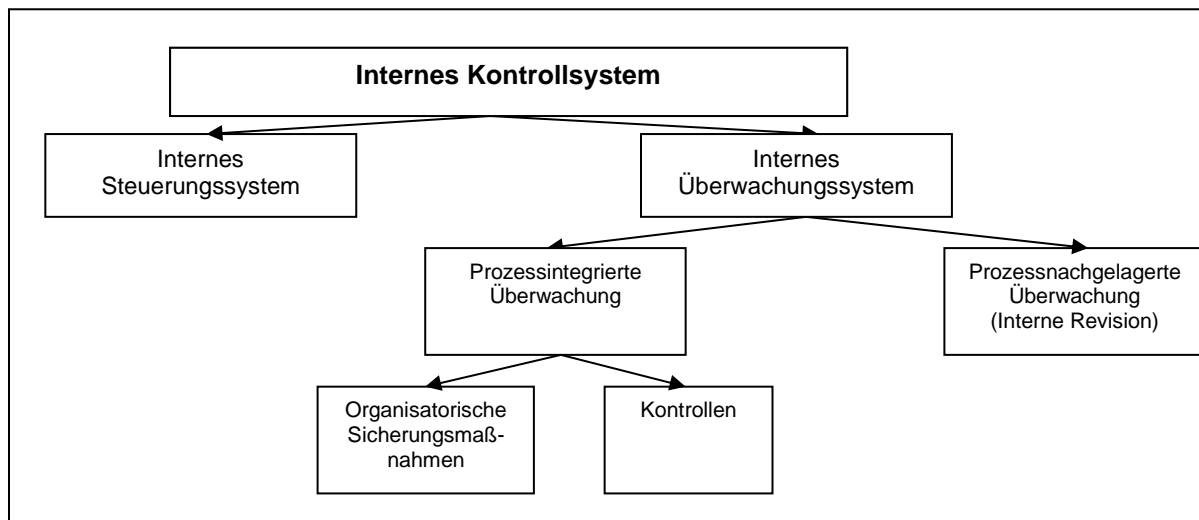 Internes Kontrollsystem
Internes
Steuerungssystem
Internes
Überwachungssystem
Prozessintegrierte
Überwachung
Prozessnachgelagerte
Überwachung
(Interne Revision)
Organisatorische
Sicherungsmaß-
nahmen
Kontrollen